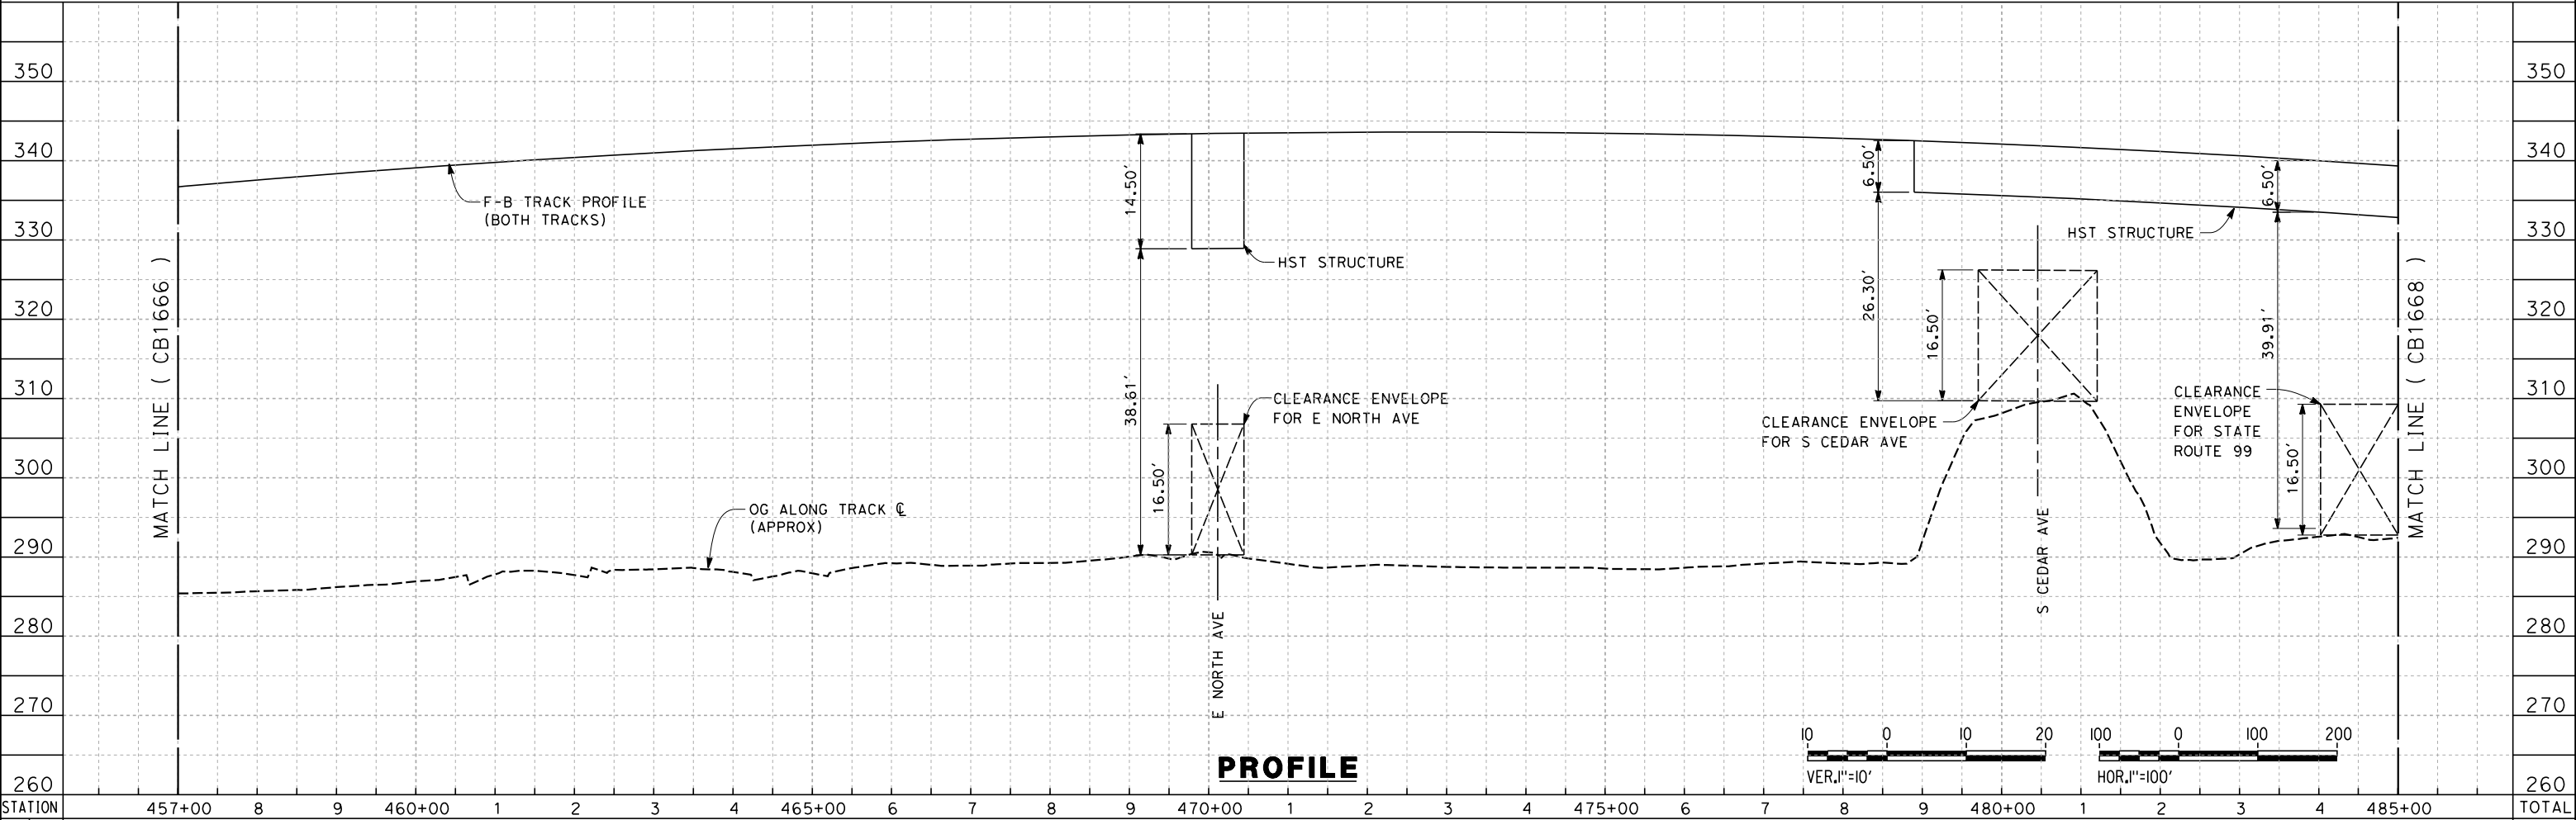 350
340
330
320
310
300
290
280
270
260
MATCH LINE ( CB1666 )
F-B TRACK PROFILE
(BOTH TRACKS)
OG ALONG TRACK ℄
(APPROX)
14.50'
38.61'
16.50'
HST STRUCTURE
CLEARANCE ENVELOPE
FOR E NORTH AVE
E NORTH AVE
6.50'
26.30'
16.50'
CLEARANCE ENVELOPE
FOR S CEDAR AVE
S CEDAR AVE
HST STRUCTURE
6.50'
39.91'
CLEARANCE
ENVELOPE
FOR STATE
ROUTE 99
16.50'
MATCH LINE ( CB1668 )
350
340
330
320
310
300
290
280
270
260
PROFILE
10 0 10 20
VER.1"=10'
100 0 100 200
HOR.1"=100'
STATION 457+00 8 9 460+00 1 2 3 4 465+00 6 7 8 9 470+00 1 2 3 4 475+00 6 7 8 9 480+00 1 2 3 4 485+00 TOTAL